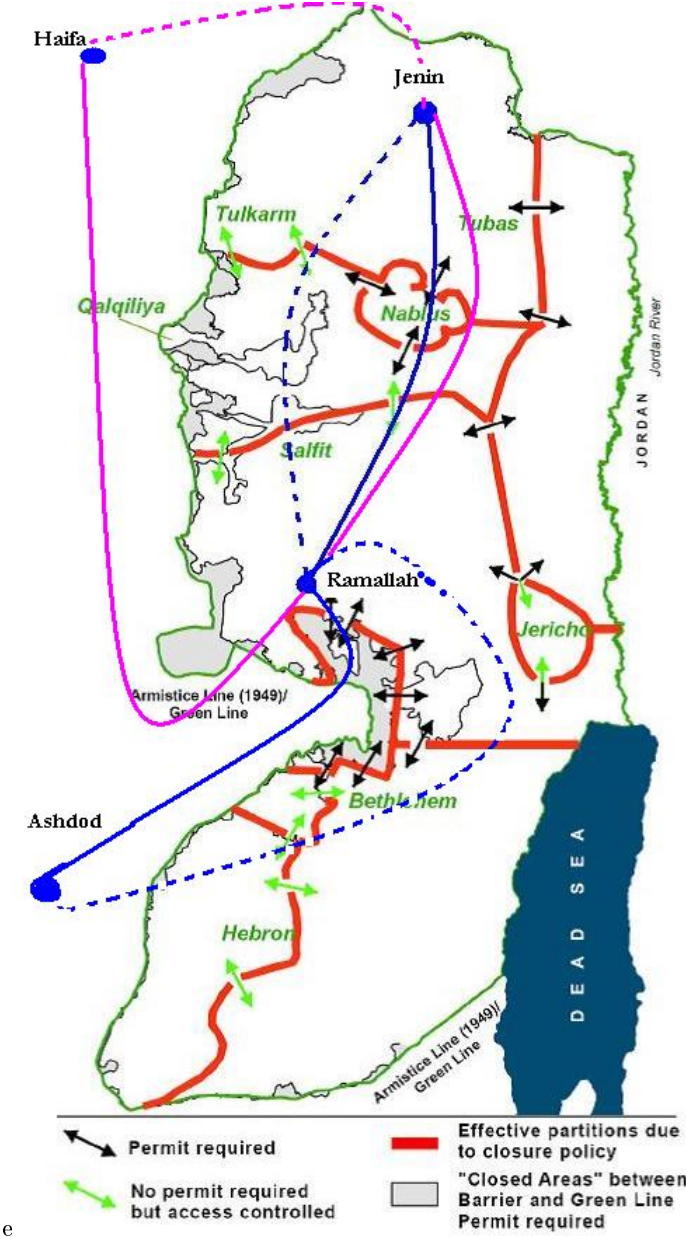 Haifa
Jenin
Tulkarm
Tubas
Qalqiliya
Nablus
Jordan River
JORDAN
Salfit
Ramallah
Jericho
Armistice Line (1949)/
Green Line
Bethlehem
Ashdod
DEAD SEA
Hebron
Armistice Line (1949)/
Green Line
Permit required
No permit required
but access controlled
Effective partitions due
to closure policy
"Closed Areas" between
Barrier and Green Line
Permit required
e